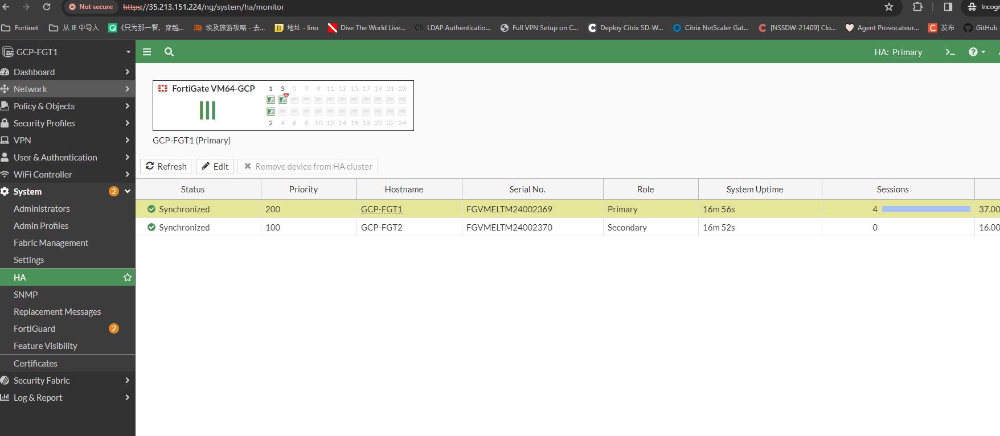 Not secure https://35.213.151.224/ng/system/ha/monitor
Fortinet 从 IE 中导入 《只为那一瞥，穿越... 埃及旅游攻略 - 去... 地址 - lino Dive The World Live... CS LDAP Authenticatio... Full VPN Setup on C... Deploy Citrix SD-W... Citrix NetScaler Gat... [NSSDW-21409] Clo... Agent Provocateur... C 发布 GitHub
GCP-FGT1
HA: Primary
Dashboard
Network
Policy & Objects
Security Profiles
VPN
User & Authentication
WiFi Controller
System 2
Administrators
Admin Profiles
Fabric Management
Settings
HA
SNMP
Replacement Messages
FortiGuard 2
Feature Visibility
Certificates
Security Fabric
Log & Report
FortiGate VM64-GCP
1 3 5 7 9 11 13 15 17 19 21 23
2 4 6 8 10 12 14 16 18 20 22 24
GCP-FGT1 (Primary)
Refresh Edit Remove device from HA cluster
Status Priority Hostname Serial No. Role System Uptime Sessions
Synchronized 200 GCP-FGT1 FGVMELTM24002369 Primary 16m 56s 4 37.00
Synchronized 100 GCP-FGT2 FGVMELTM24002370 Secondary 16m 52s 0 16.00